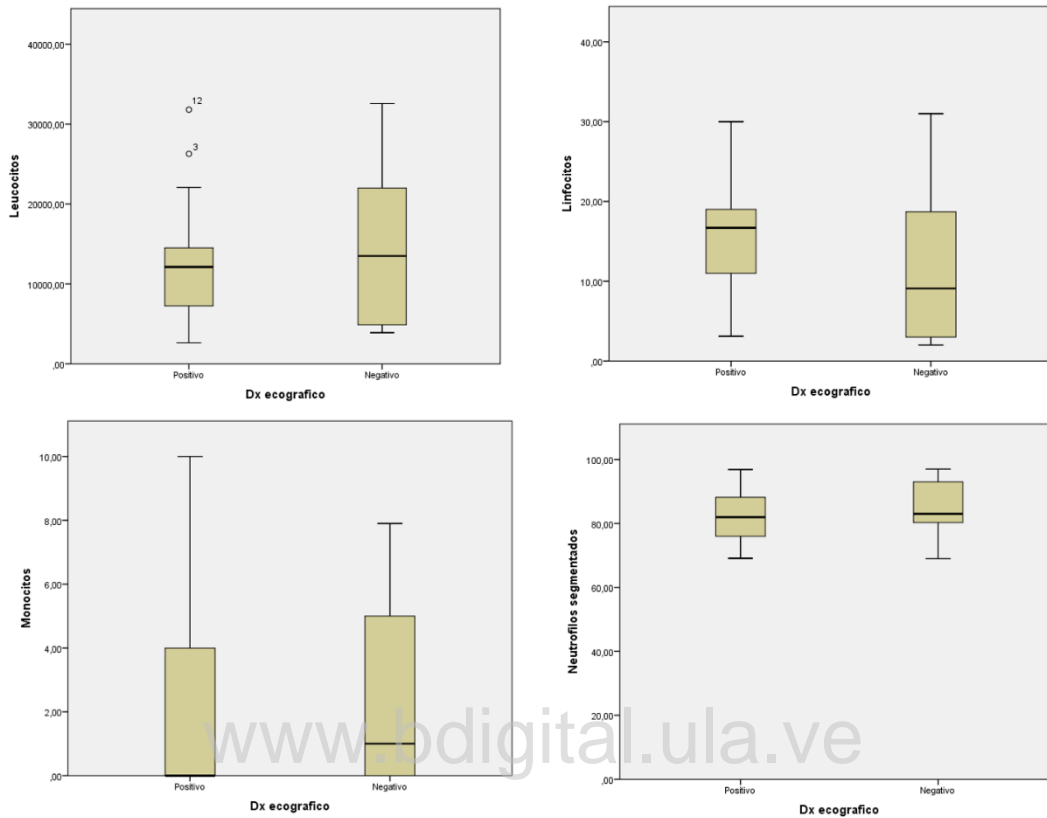 Leucocitos
40000,00
30000,00
20000,00
10000,00
,00
12
3
Positivo
Negativo
Dx ecografico
Linfocitos
40,00
30,00
20,00
10,00
,00
Positivo
Negativo
Dx ecografico
Monocitos
10,00
8,00
6,00
4,00
2,00
,00
Positivo
Negativo
Dx ecografico
Neutrofilos segmentados
100,00
80,00
60,00
40,00
20,00
,00
Positivo
Negativo
Dx ecografico
www.bdigital.ula.ve